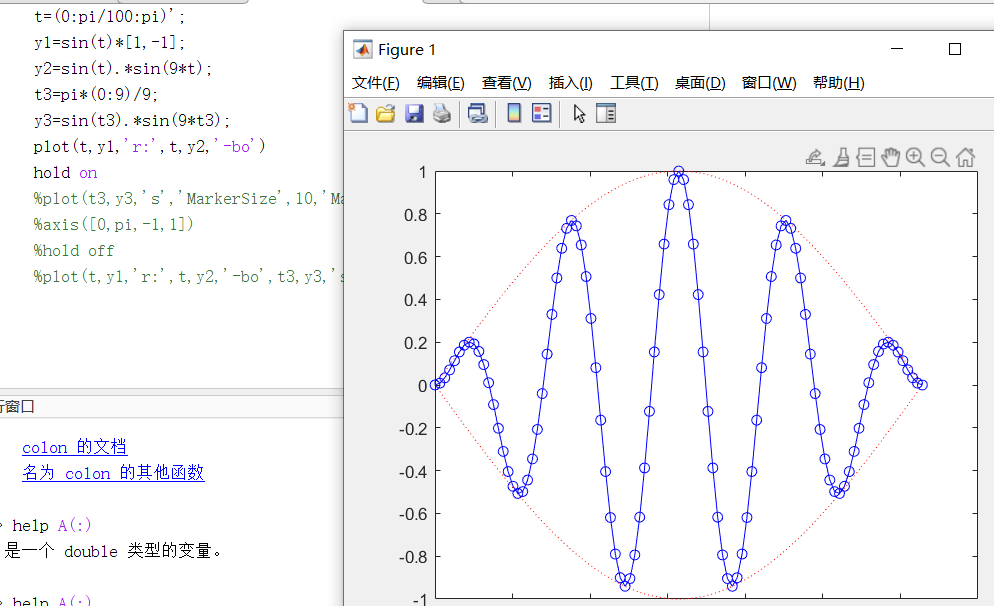 t=(0:pi/100:pi)';
y1=sin(t)*[1,-1];
y2=sin(t).*sin(9*t);
t3=pi*(0:9)/9;
y3=sin(t3).*sin(9*t3);
plot(t,y1,'r:',t,y2,'-bo')
hold on
%plot(t3,y3,'s','MarkerSize',10,'Ma
%axis([0,pi,-1,1])
%hold off
%plot(t,y1,'r:',t,y2,'-bo',t3,y3,'s
行窗口
colon 的文档
名为 colon 的其他函数
help A(:)
是一个 double 类型的变量。
help A(:)
Figure 1
文件(F) 编辑(E) 查看(V) 插入(I) 工具(T) 桌面(D) 窗口(W) 帮助(H)
1
0.8
0.6
0.4
0.2
0
-0.2
-0.4
-0.6
-0.8
-1